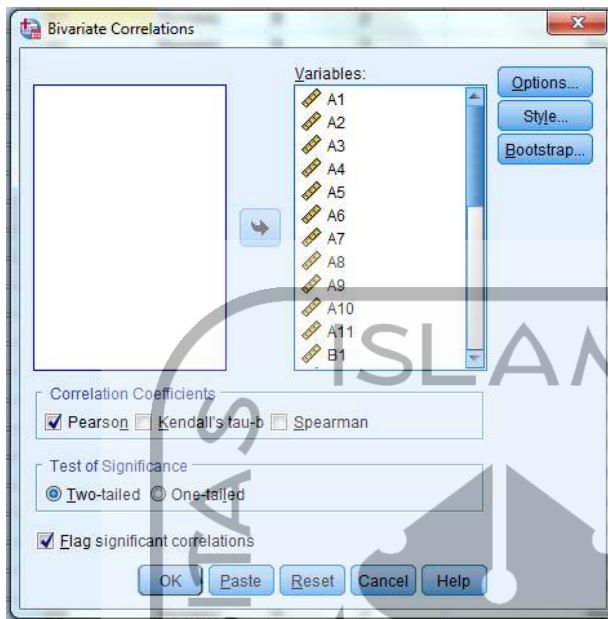 Bivariate Correlations
Variables:
A1
A2
A3
A4
A5
A6
A7
A8
A9
A10
A11
B1
Options...
Style...
Bootstrap...
Correlation Coefficients
Pearson Kendall's tau-b Spearman
Test of Significance
Two-tailed One-tailed
Flag significant correlations
OK Paste Reset Cancel Help
ISLAM
ITAS